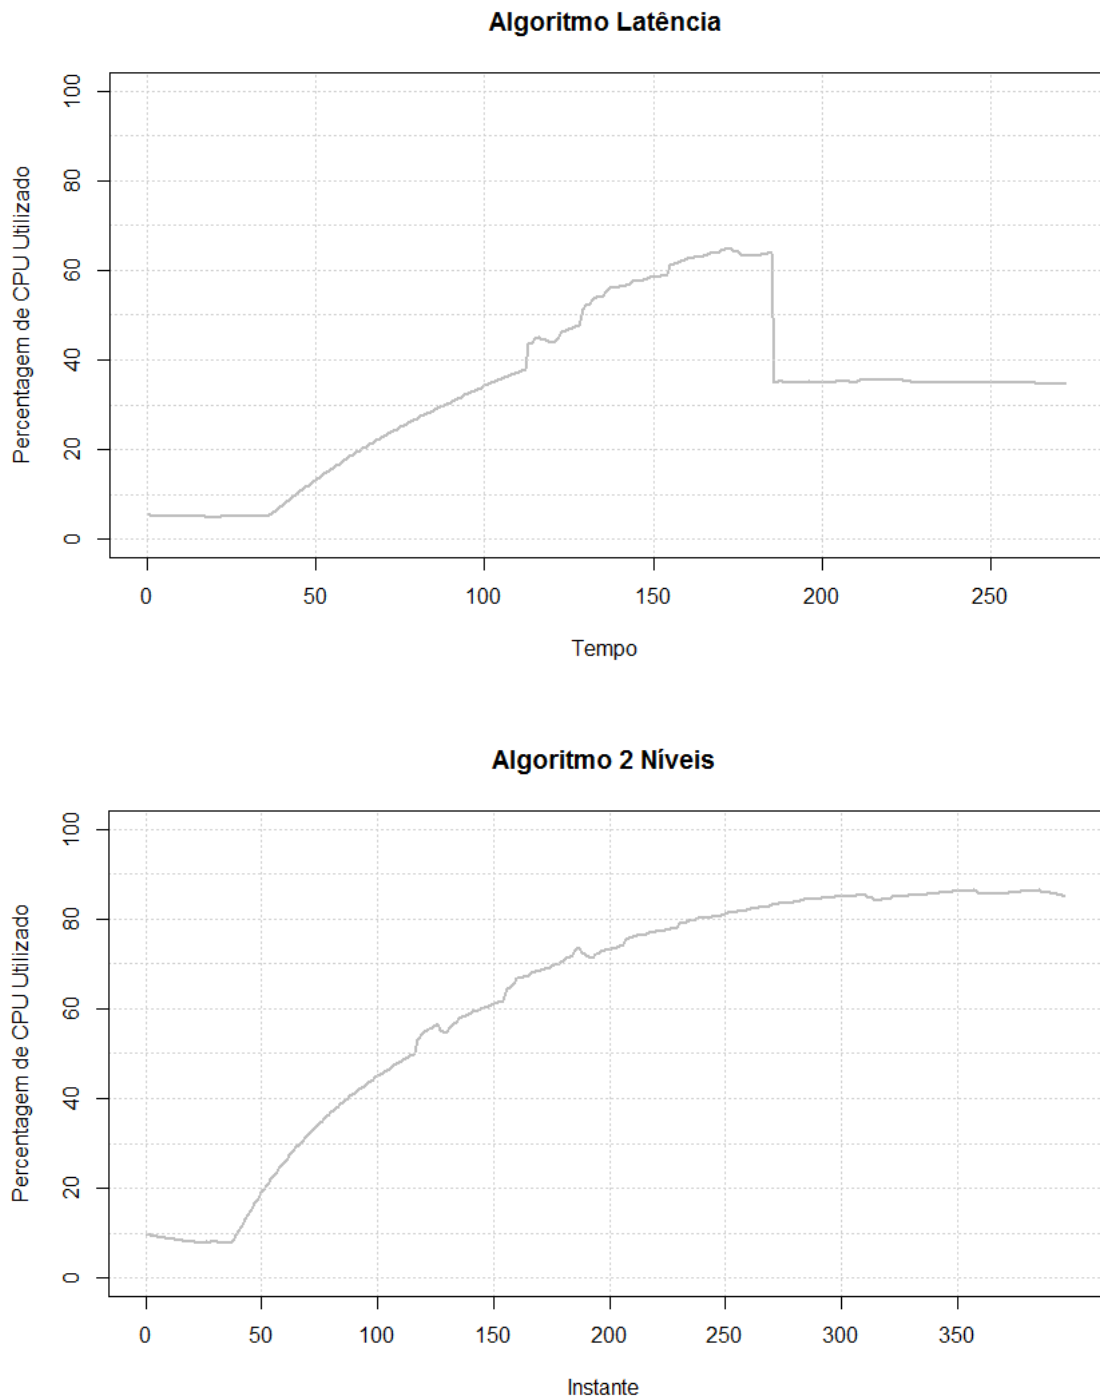 Algoritmo Latência
Percentagem de CPU Utilizado
100
80
60
40
20
0
0 50 100 150 200 250
Tempo
Algoritmo 2 Níveis
Percentagem de CPU Utilizado
100
80
60
40
20
0
0 50 100 150 200 250 300 350
Instante